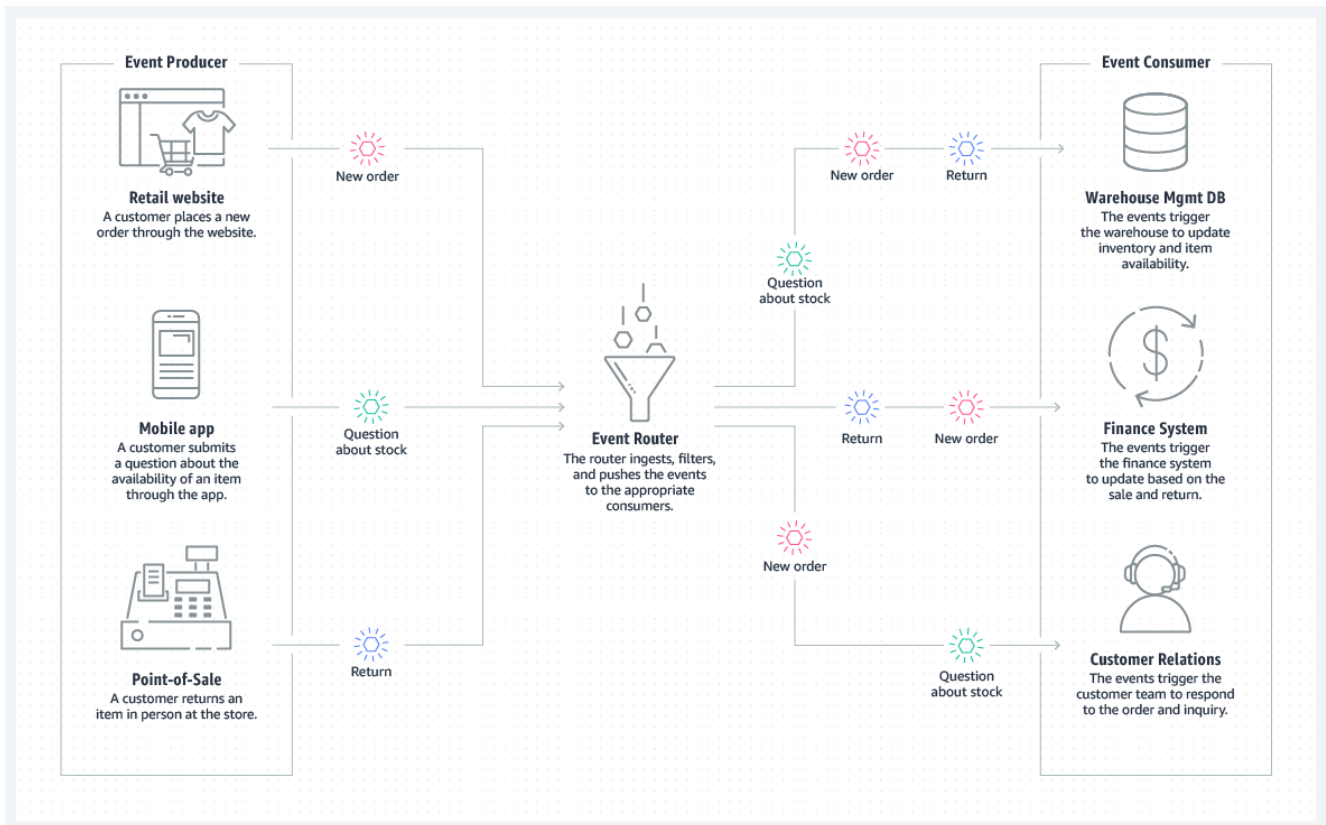 Event Producer
Retail website
A customer places a new
order through the website.
Mobile app
A customer submits
a question about the
availability of an item
through the app.
Point-of-Sale
A customer returns an
item in person at the store.
New order
Question
about stock
Return
Event Router
The router ingests, filters,
and pushes the events
to the appropriate
consumers.
New order
Return
Question
about stock
Return
New order
New order
Question
about stock
Event Consumer
Warehouse Mgmt DB
The events trigger
the warehouse to update
inventory and item
availability.
$
Finance System
The events trigger
the finance system
to update based on the
sale and return.
Customer Relations
The events trigger the
customer team to respond
to the order and inquiry.